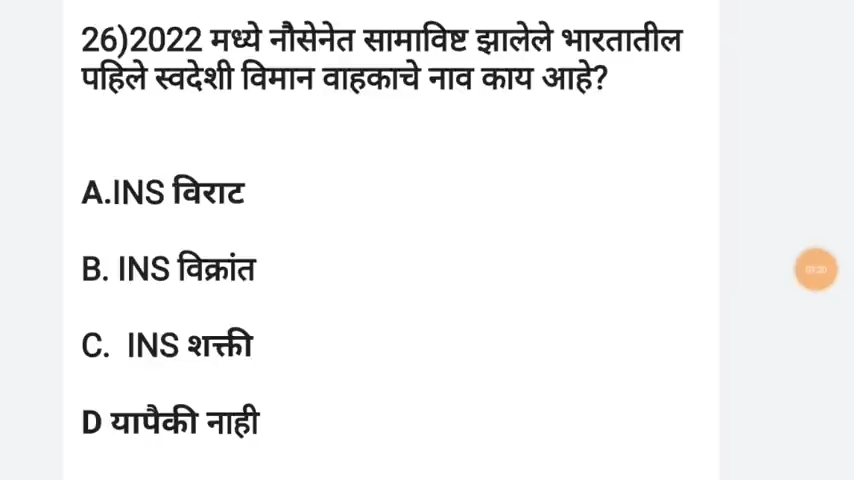 26)2022 मध्ये नौसेनेत सामाविष्ट झालेले भारतातील
पहिले स्वदेशी विमान वाहकाचे नाव काय आहे?
A.INS विराट
B. INS विक्रांत
C. INS शक्ती
D यापैकी नाही